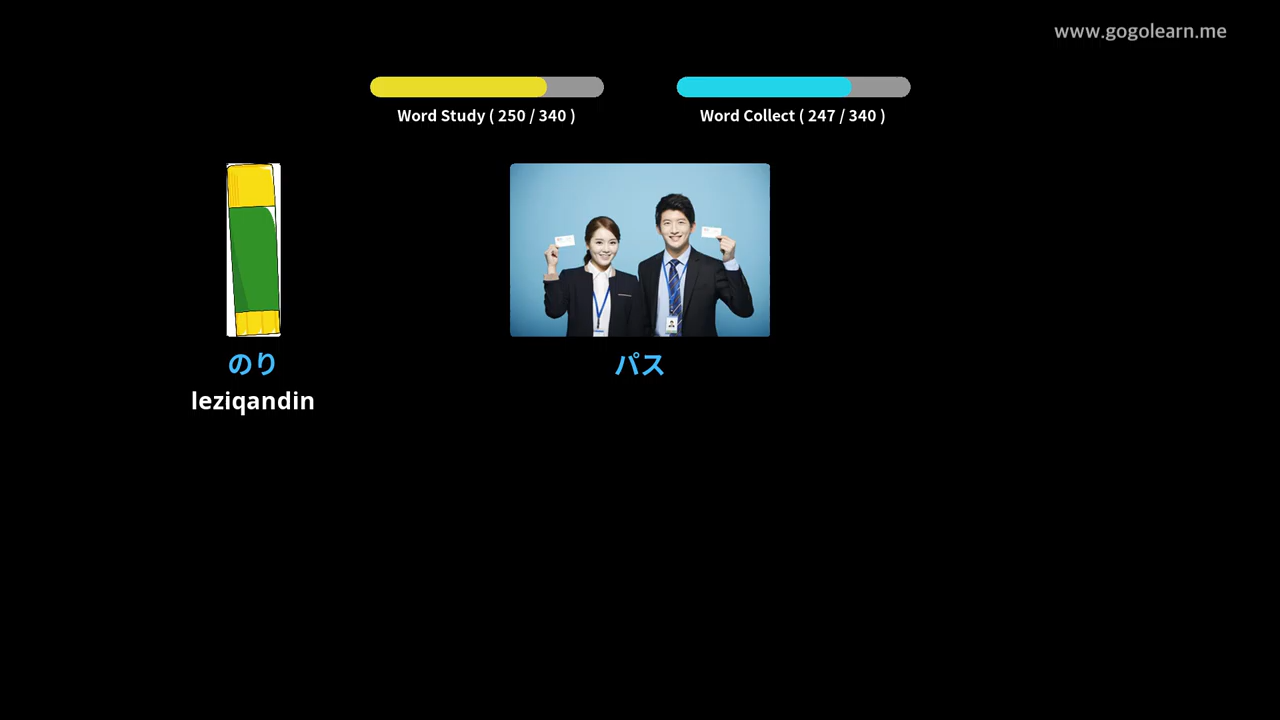 www.gogolearn.me
Word Study ( 250 / 340 )
Word Collect ( 247 / 340 )
のり
パス
leziqandin